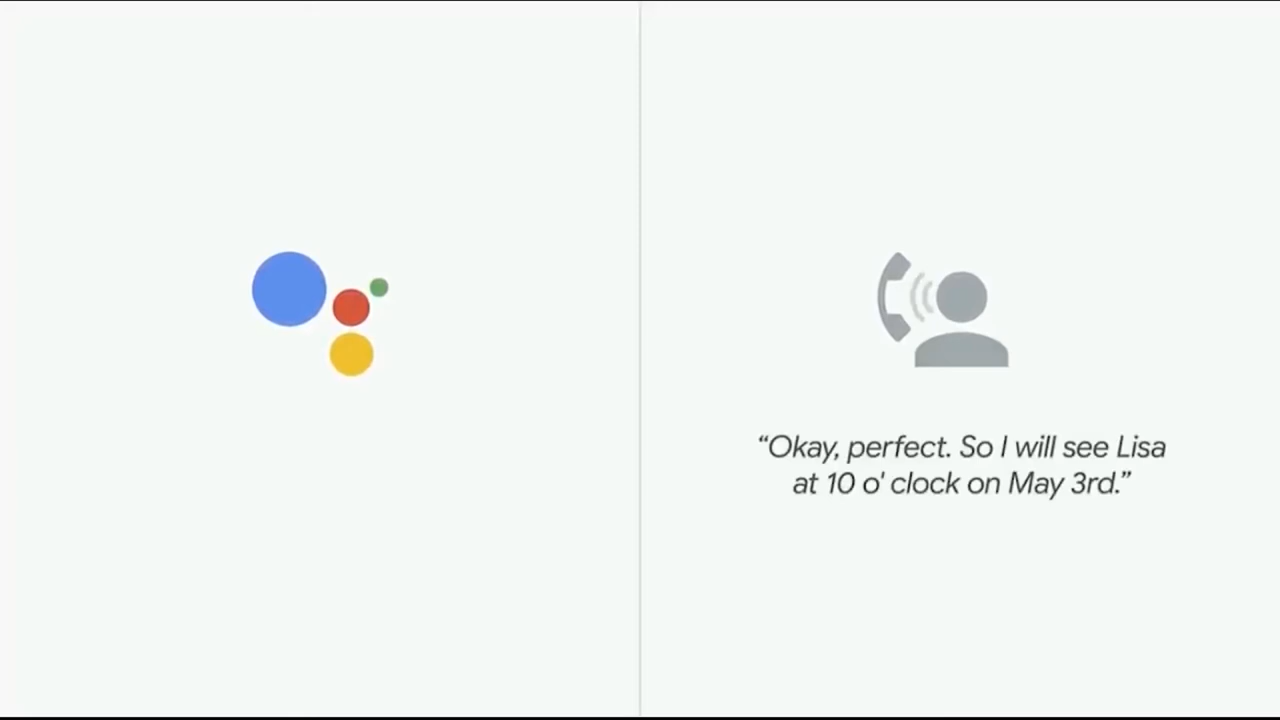 “Okay, perfect. So I will see Lisa
at 10 o' clock on May 3rd.”